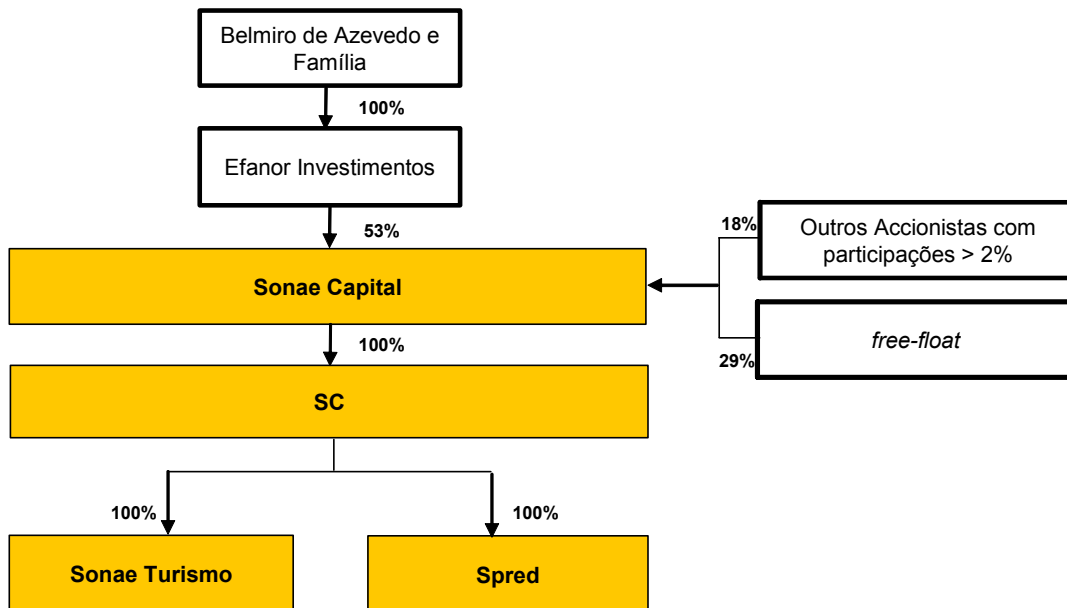 Belmiro de Azevedo e
Família
100%
Efanor Investimentos
53%
18%
Outros Accionistas com
participações > 2%
Sonae Capital
free-float
29%
100%
SC
100%
100%
Sonae Turismo
Spred